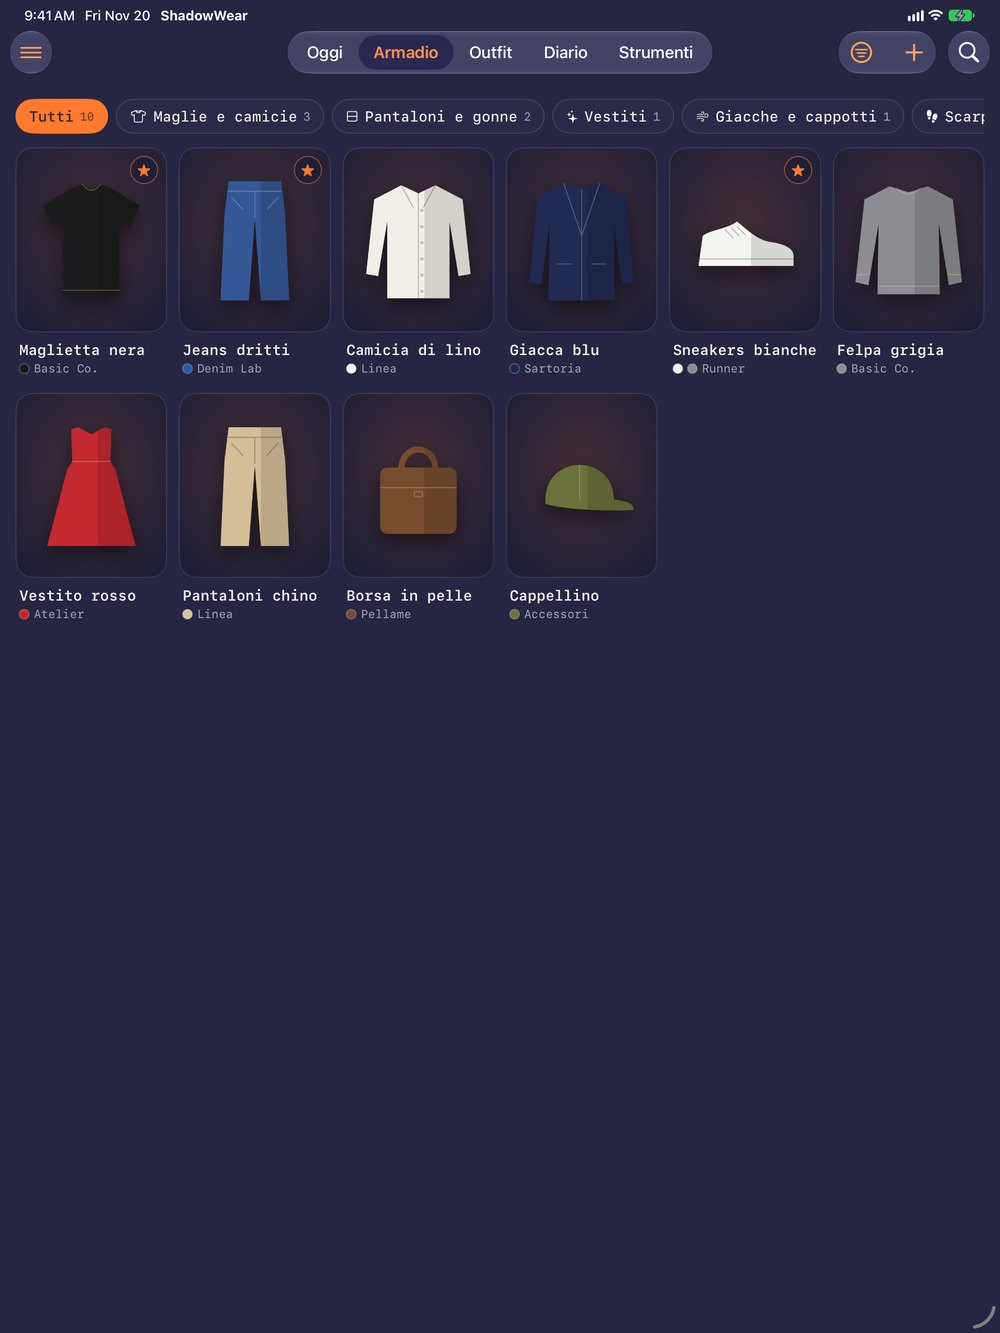 9:41 AM Fri Nov 20 ShadowWear
Oggi Armadio Outfit Diario Strumenti
Tutti 10 Maglie e camicie 3 Pantaloni e gonne 2 Vestiti 1 Giacche e cappotti 1 Scarp
Maglietta nera Jeans dritti Camicia di lino Giacca blu Sneakers bianche Felpa grigia
Basic Co. Denim Lab Linea Sartoria Runner Basic Co.
Vestito rosso Pantaloni chino Borsa in pelle Cappellino
Atelier Linea Pellame Accessori